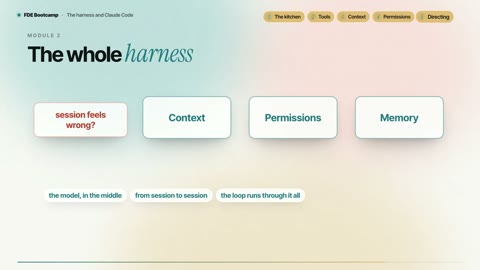 FDE Bootcamp · The harness and Claude Code
The kitchen
Tools
Context
Permissions
Directing
MODULE 2
The whole harness
session feels
wrong?
Context
Permissions
Memory
the model, in the middle
from session to session
the loop runs through it all